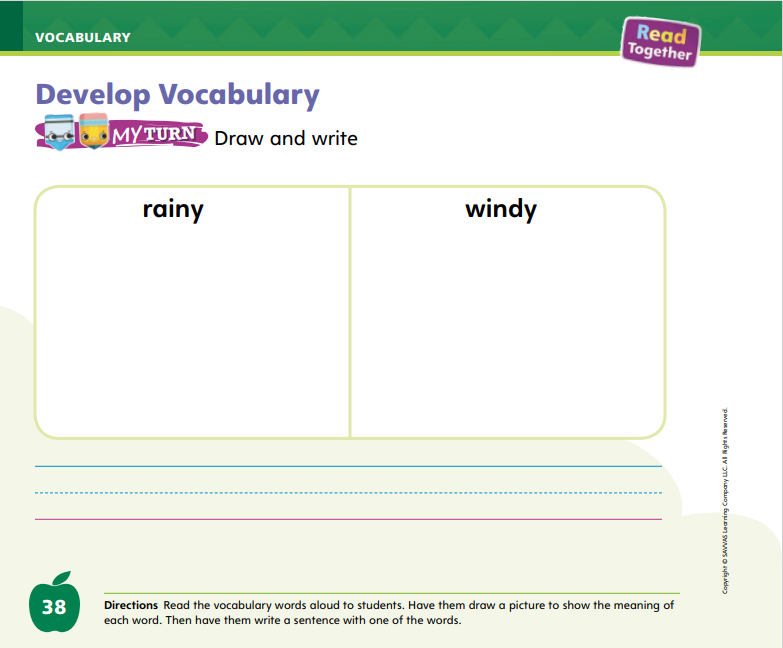 VOCABULARY
Read
Together
Develop Vocabulary
MY TURN Draw and write
rainy
windy
Copyright © SAVVAS Learning Company LLC. All Rights Reserved.
38
Directions Read the vocabulary words aloud to students. Have them draw a picture to show the meaning of
each word. Then have them write a sentence with one of the words.